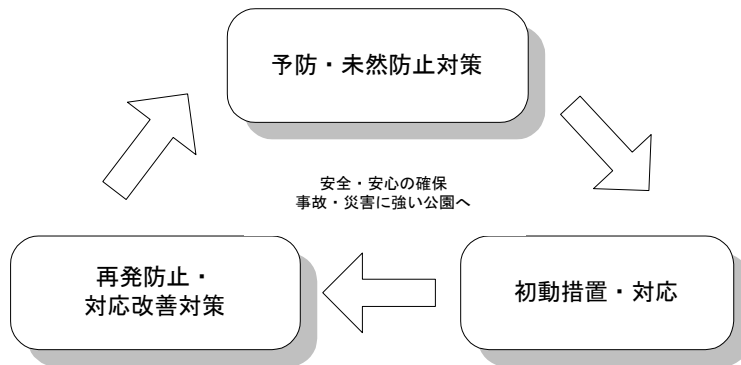 予防・未然防止対策
安全・安心の確保
事故・災害に強い公園へ
再発防止・
対応改善対策
初動措置・対応